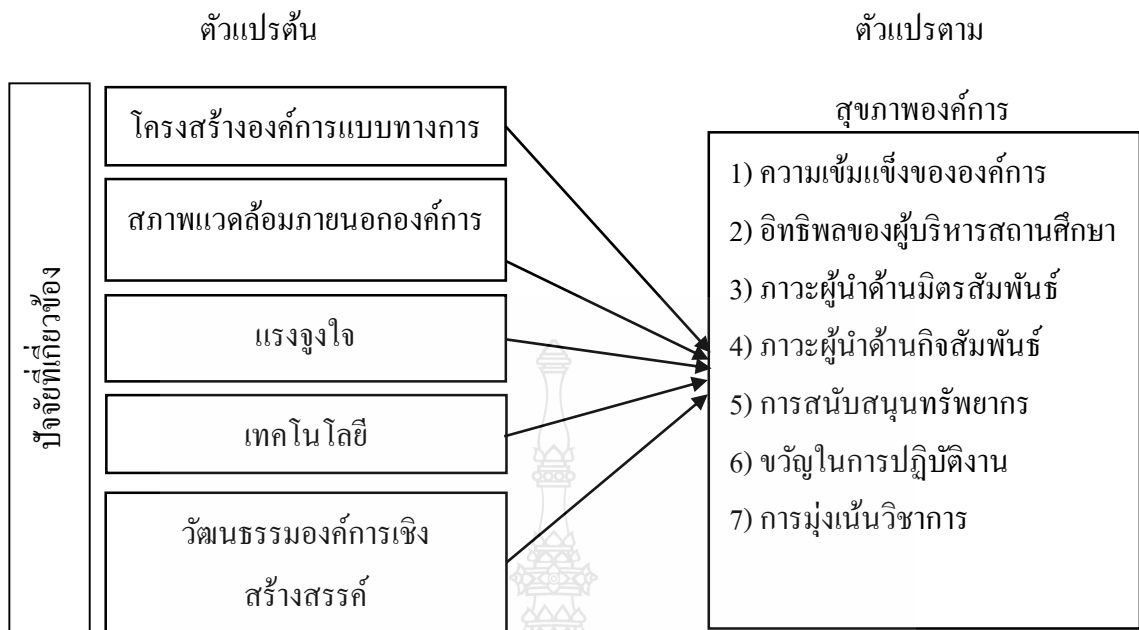 ตัวแปรต้น
ตัวแปรตาม
ปัจจัยที่เกี่ยวข้อง
โครงสร้างองค์การแบบทางการ
สภาพแวดล้อมภายนอกองค์การ
แรงจูงใจ
เทคโนโลยี
วัฒนธรรมองค์การเชิง
สร้างสรรค์
สุขภาพองค์การ
1) ความเข้มแข็งขององค์การ
2) อิทธิพลของผู้บริหารสถานศึกษา
3) ภาวะผู้นำด้านมิตรสัมพันธ์
4) ภาวะผู้นำด้านกิจสัมพันธ์
5) การสนับสนุนทรัพยากร
6) ขวัญในการปฏิบัติงาน
7) การมุ่งเน้นวิชาการ